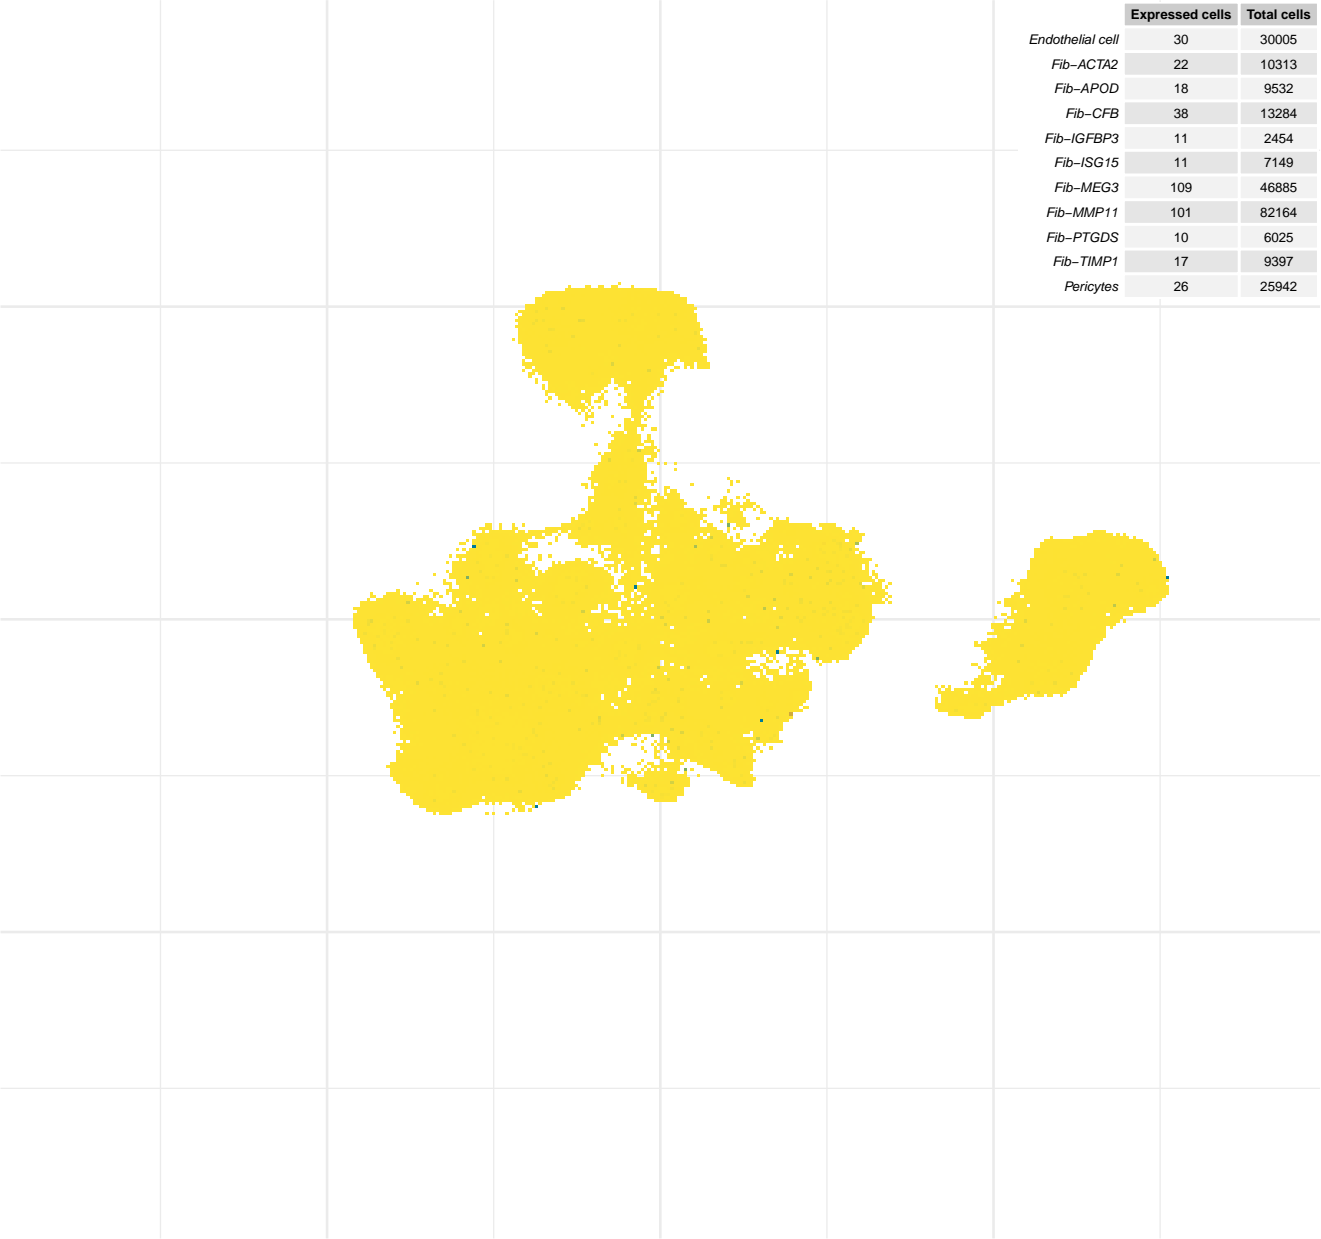 Expressed cells Total cells
Endothelial cell 30 30005
Fib−ACTA2 22 10313
Fib−APOD 18 9532
Fib−CFB 38 13284
Fib−IGFBP3 11 2454
Fib−ISG15 11 7149
Fib−MEG3 109 46885
Fib−MMP11 101 82164
Fib−PTGDS 10 6025
Fib−TIMP1 17 9397
Pericytes 26 25942